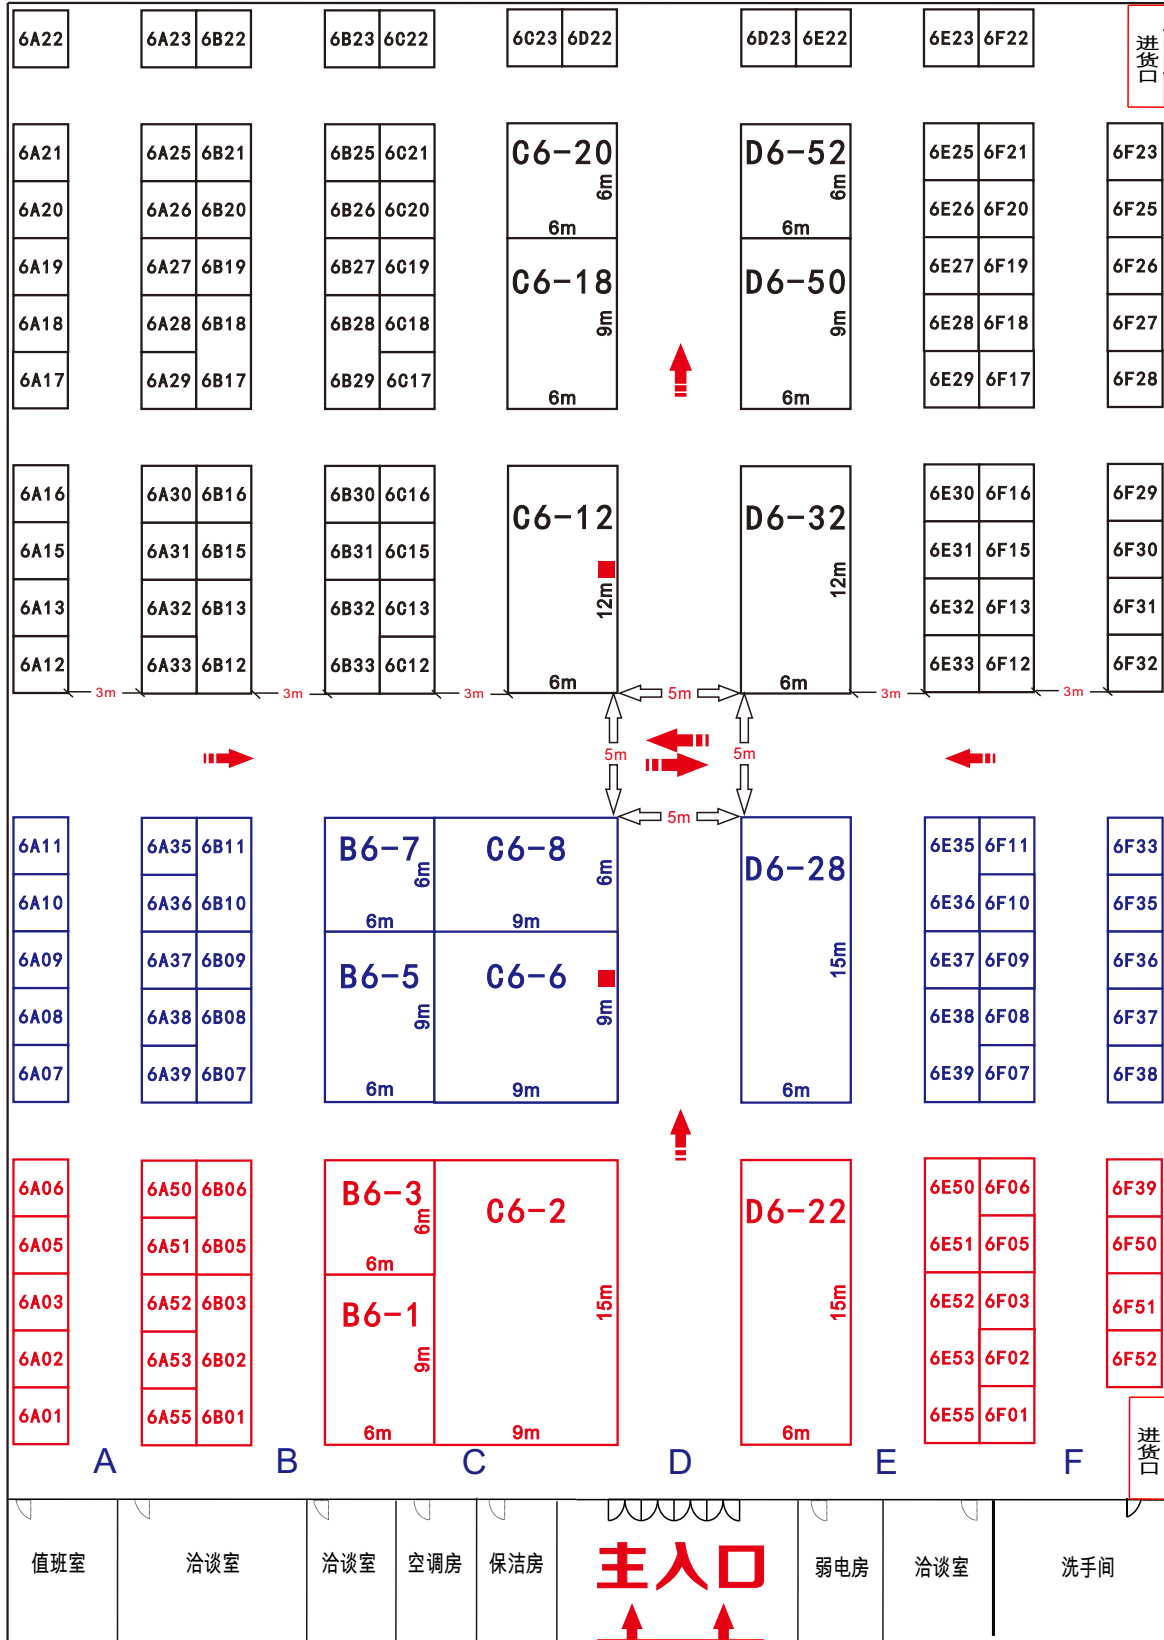 6A22 6A23 6B22 6B23 6C22 6C23 6D22 6D23 6E22 6E23 6F22
进货口
6A21 6A25 6B21 6B25 6C21 C6-20 D6-52 6E25 6F21 6F23
6m 6m
6A20 6A26 6B20 6B26 6C20 6m 6m 6E26 6F20 6F25
6A19 6A27 6B19 6B27 6C19 C6-18 D6-50 6E27 6F19 6F26
6A18 6A28 6B18 6B28 6C18 9m 9m 6E28 6F18 6F27
6A17 6A29 6B17 6B29 6C17 6m 6m 6E29 6F17 6F28
6A16 6A30 6B16 6B30 6C16 C6-12 D6-32 6E30 6F16 6F29
6A15 6A31 6B15 6B31 6C15 6E31 6F15 6F30
6A13 6A32 6B13 6B32 6C13 12m 12m 6E32 6F13 6F31
6A12 6A33 6B12 6B33 6C12 6m 6m 6E33 6F12 6F32
3m 3m 3m 5m 3m 3m
5m 5m
5m
6A11 6A35 6B11 B6-7 C6-8 D6-28 6E35 6F11 6F33
6m 6m
6A10 6A36 6B10 6m 9m 6E36 6F10 6F35
6A09 6A37 6B09 B6-5 C6-6 15m 6E37 6F09 6F36
6A08 6A38 6B08 9m 9m 6E38 6F08 6F37
6A07 6A39 6B07 6m 9m 6m 6E39 6F07 6F38
6A06 6A50 6B06 B6-3 C6-2 D6-22 6E50 6F06 6F39
6m
6A05 6A51 6B05 6m 6E51 6F05 6F50
6A03 6A52 6B03 B6-1 15m 15m 6E52 6F03 6F51
6A02 6A53 6B02 9m 6E53 6F02 6F52
6A01 6A55 6B01 6m 9m 6m 6E55 6F01
进货口
A B C D E F
值班室 洽谈室 洽谈室 空调房 保洁房 主入口 弱电房 洽谈室 洗手间